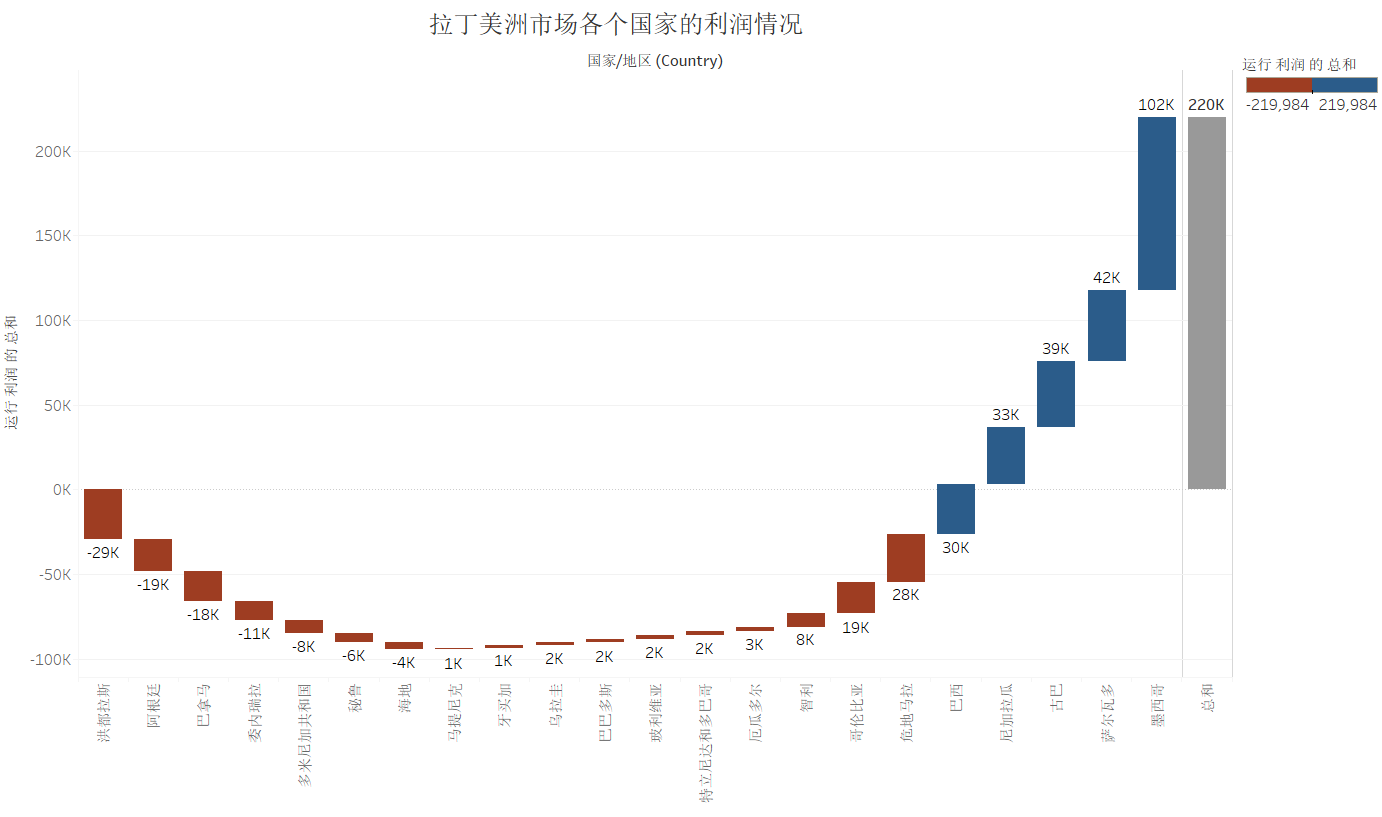 拉丁美洲市场各个国家的利润情况
国家/地区 (Country)
运行 利润 的 总和
-219,984 219,984
运行 利润 的 总和
200K
150K
100K
50K
0K
-50K
-100K
-29K
-19K
-18K
-11K
-8K
-6K
-4K
1K
1K
2K
2K
2K
2K
3K
8K
19K
28K
30K
33K
39K
42K
102K
220K
洪都拉斯
阿根廷
巴拿马
委内瑞拉
多米尼加共和国
秘鲁
海地
马提尼克
牙买加
乌拉圭
巴巴多斯
玻利维亚
特立尼达和多巴哥
厄瓜多尔
智利
哥伦比亚
危地马拉
巴西
尼加拉瓜
古巴
萨尔瓦多
墨西哥
总和